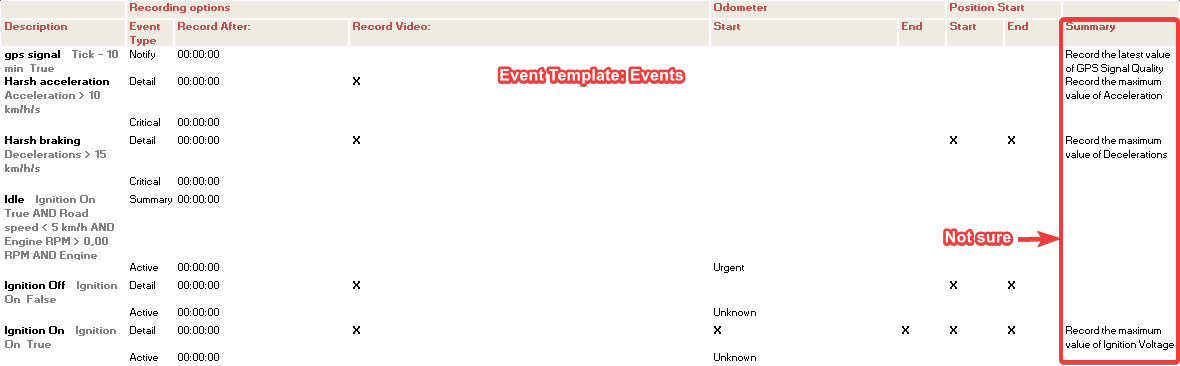 Recording options Odometer Position Start
Description Event Record After: Record Video: Start End Start End Summary
Type
gps signal Tick - 10 Notify 00:00:00 Record the latest value
min True of GPS Signal Quality
Event Template: Events
Harsh acceleration Detail 00:00:00 X Record the maximum
Acceleration > 10 value of Acceleration
km/h/s
Critical 00:00:00
Harsh braking Detail 00:00:00 X X X Record the maximum
Decelerations > 15 value of Decelerations
km/h/s
Critical 00:00:00
Idle Ignition On Summary 00:00:00
True AND Road
speed < 5 km/h AND
Engine RPM > 0,00
Not sure
RPM AND Engine
Active 00:00:00 Urgent
Ignition Off Ignition Detail 00:00:00 X X X
On False
Active 00:00:00 Unknown
Ignition On Ignition Detail 00:00:00 X X X X X Record the maximum
On True value of Ignition Voltage
Active 00:00:00 Unknown